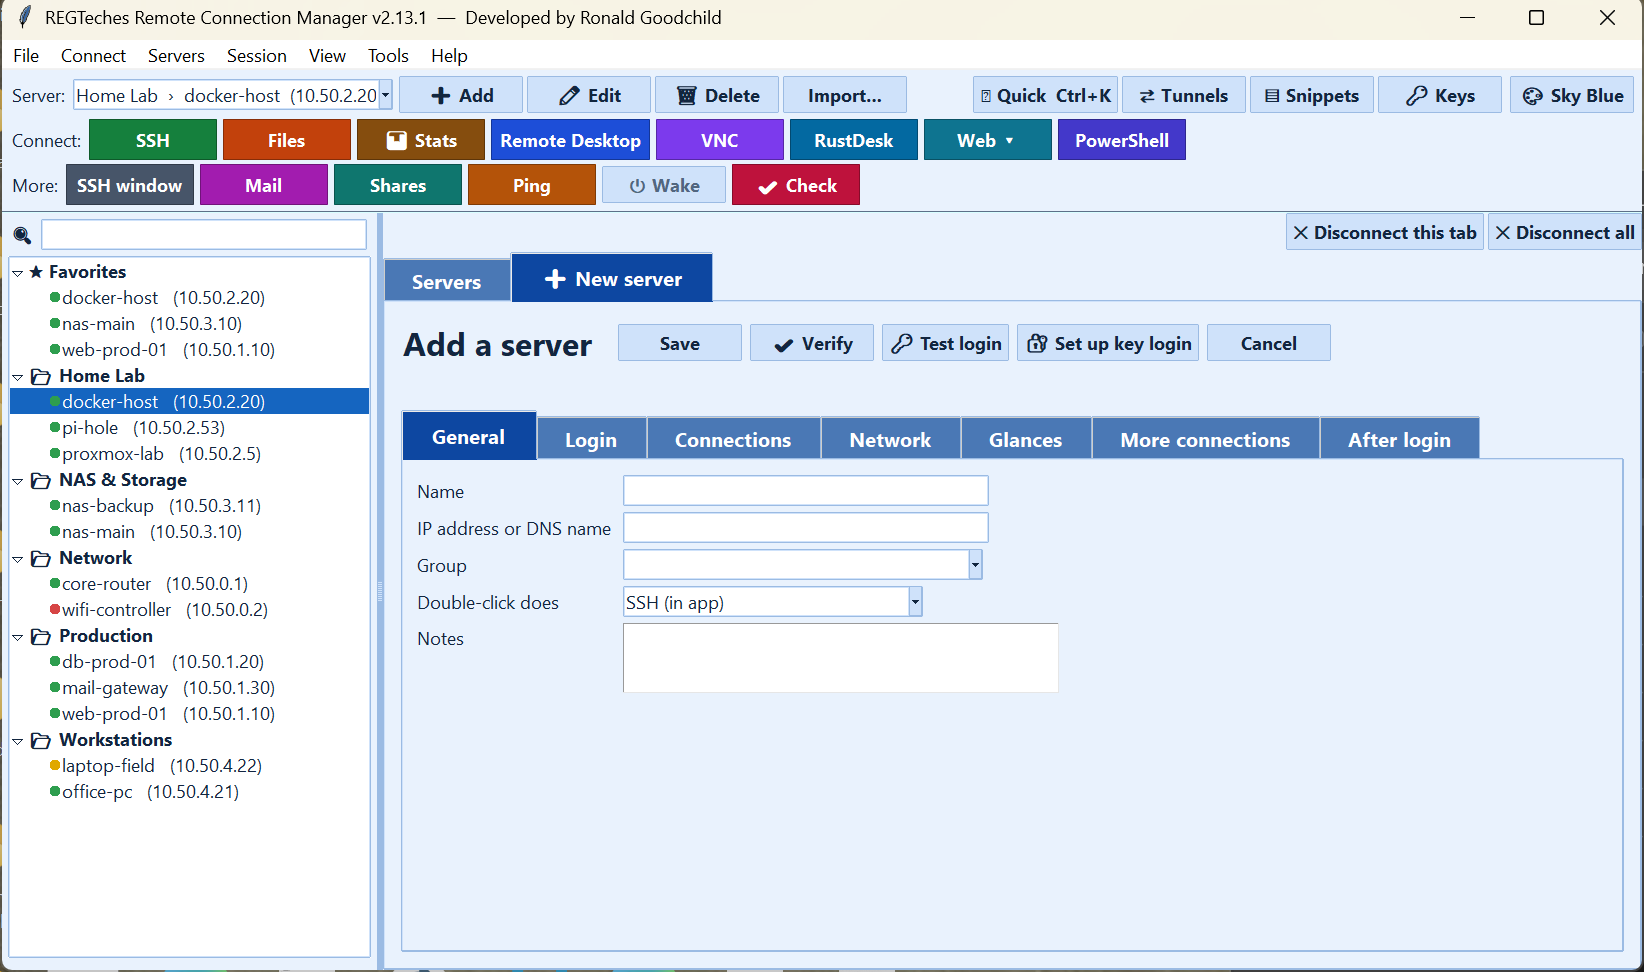 REGTeches Remote Connection Manager v2.13.1 — Developed by Ronald Goodchild
File Connect Servers Session View Tools Help
Server: Home Lab › docker-host (10.50.2.20 Add Edit Delete Import... Quick Ctrl+K Tunnels Snippets Keys Sky Blue
Connect: SSH Files Stats Remote Desktop VNC RustDesk Web PowerShell
More: SSH window Mail Shares Ping Wake Check
Disconnect this tab Disconnect all
Favorites
docker-host (10.50.2.20)
nas-main (10.50.3.10)
web-prod-01 (10.50.1.10)
Home Lab
docker-host (10.50.2.20)
pi-hole (10.50.2.53)
proxmox-lab (10.50.2.5)
NAS & Storage
nas-backup (10.50.3.11)
nas-main (10.50.3.10)
Network
core-router (10.50.0.1)
wifi-controller (10.50.0.2)
Production
db-prod-01 (10.50.1.20)
mail-gateway (10.50.1.30)
web-prod-01 (10.50.1.10)
Workstations
laptop-field (10.50.4.22)
office-pc (10.50.4.21)
Servers New server
Add a server Save Verify Test login Set up key login Cancel
General Login Connections Network Glances More connections After login
Name
IP address or DNS name
Group
Double-click does SSH (in app)
Notes